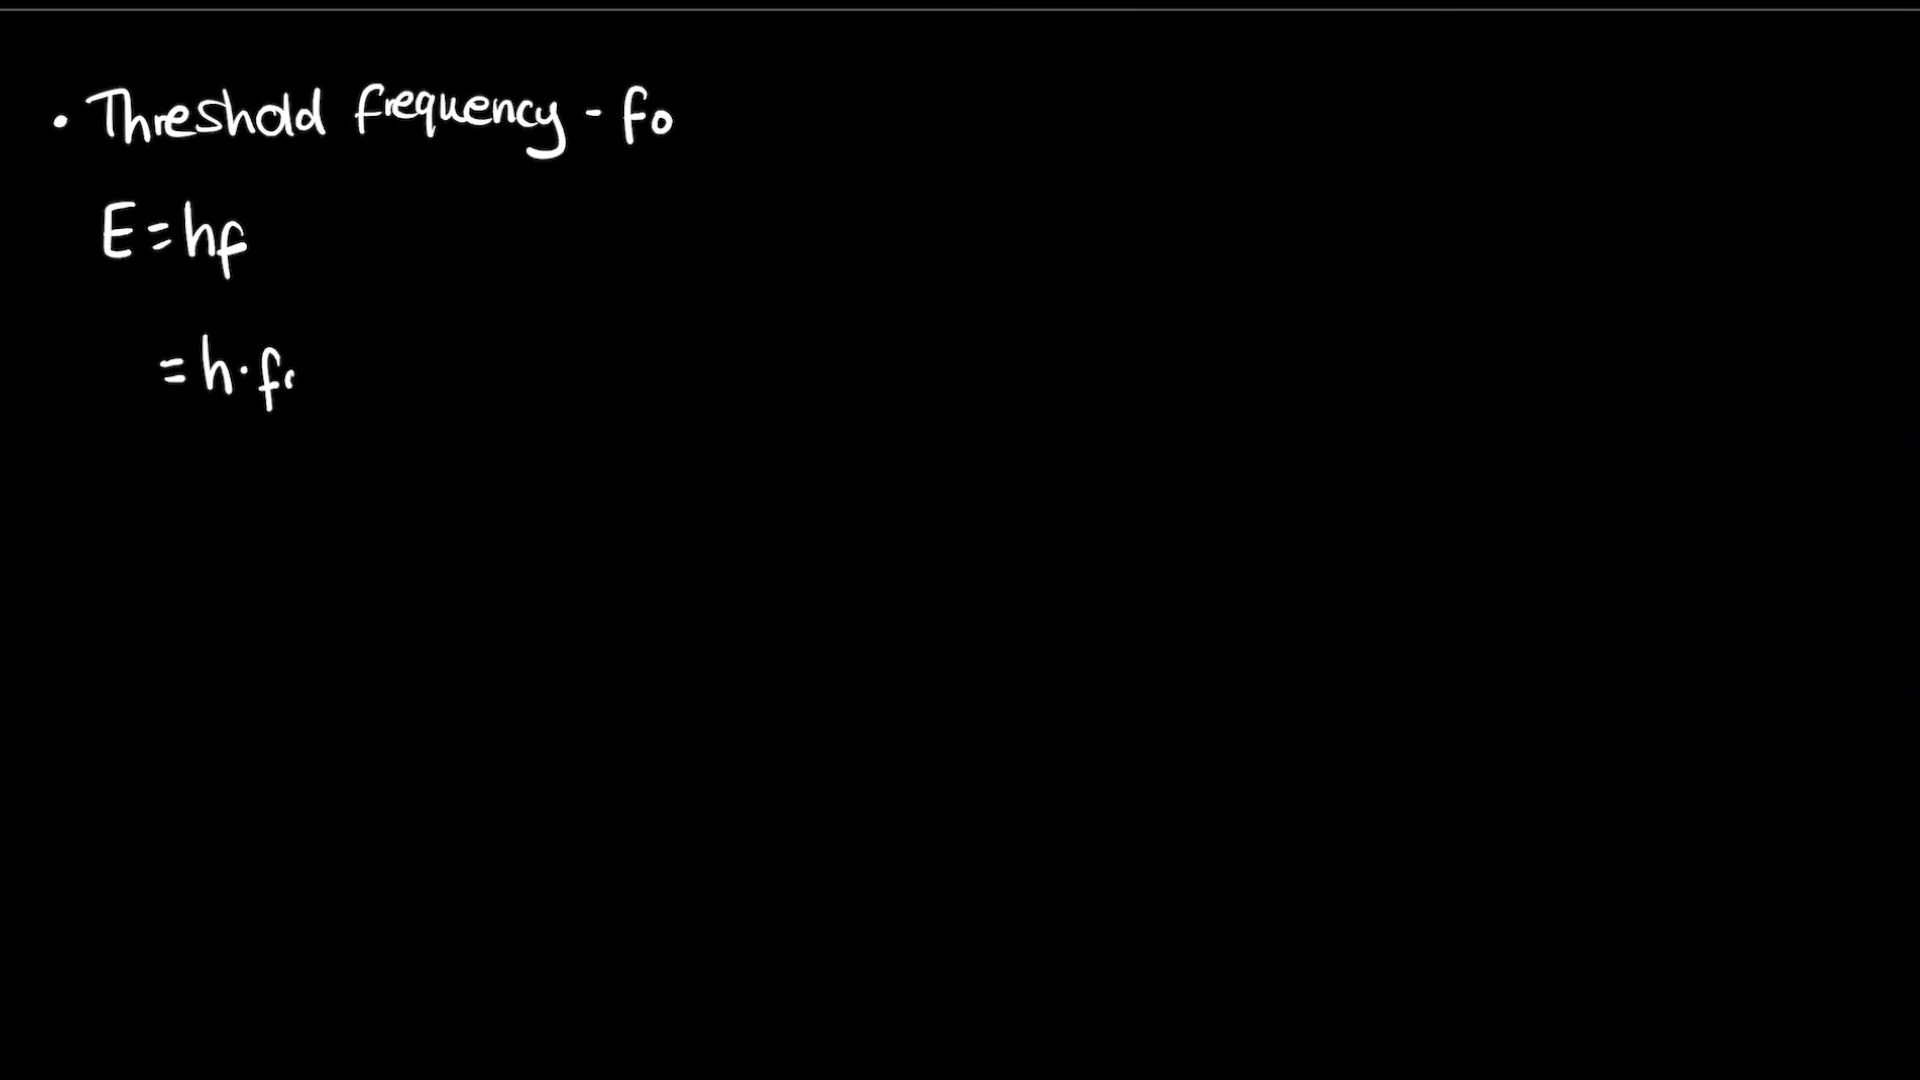 • Threshold frequency - fo
E = hf
= h · f